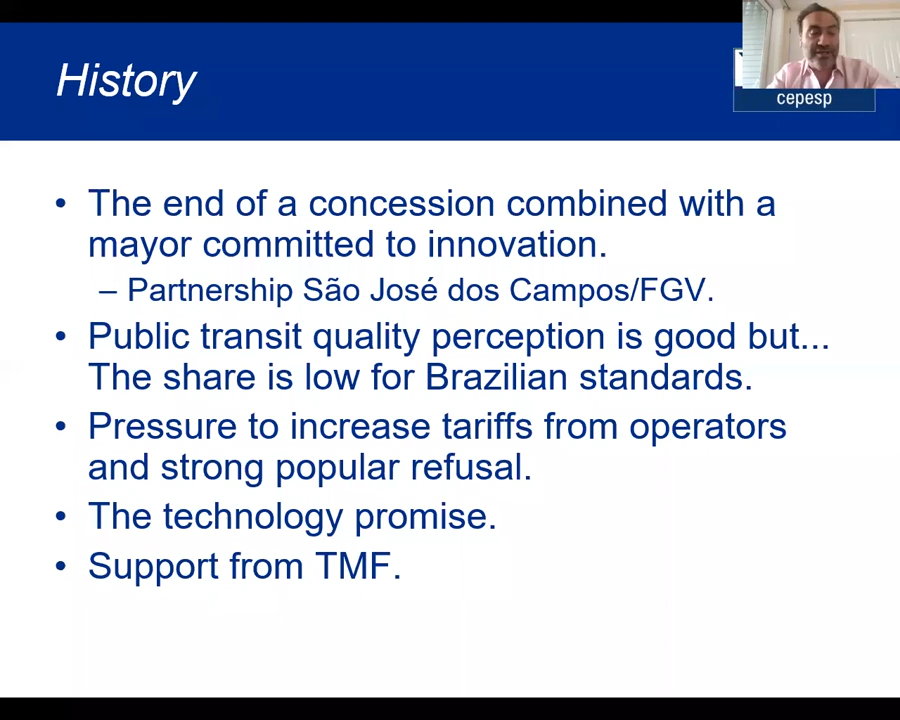 History
cepesp
• The end of a concession combined with a
mayor committed to innovation.
– Partnership São José dos Campos/FGV.
• Public transit quality perception is good but...
The share is low for Brazilian standards.
• Pressure to increase tariffs from operators
and strong popular refusal.
• The technology promise.
• Support from TMF.